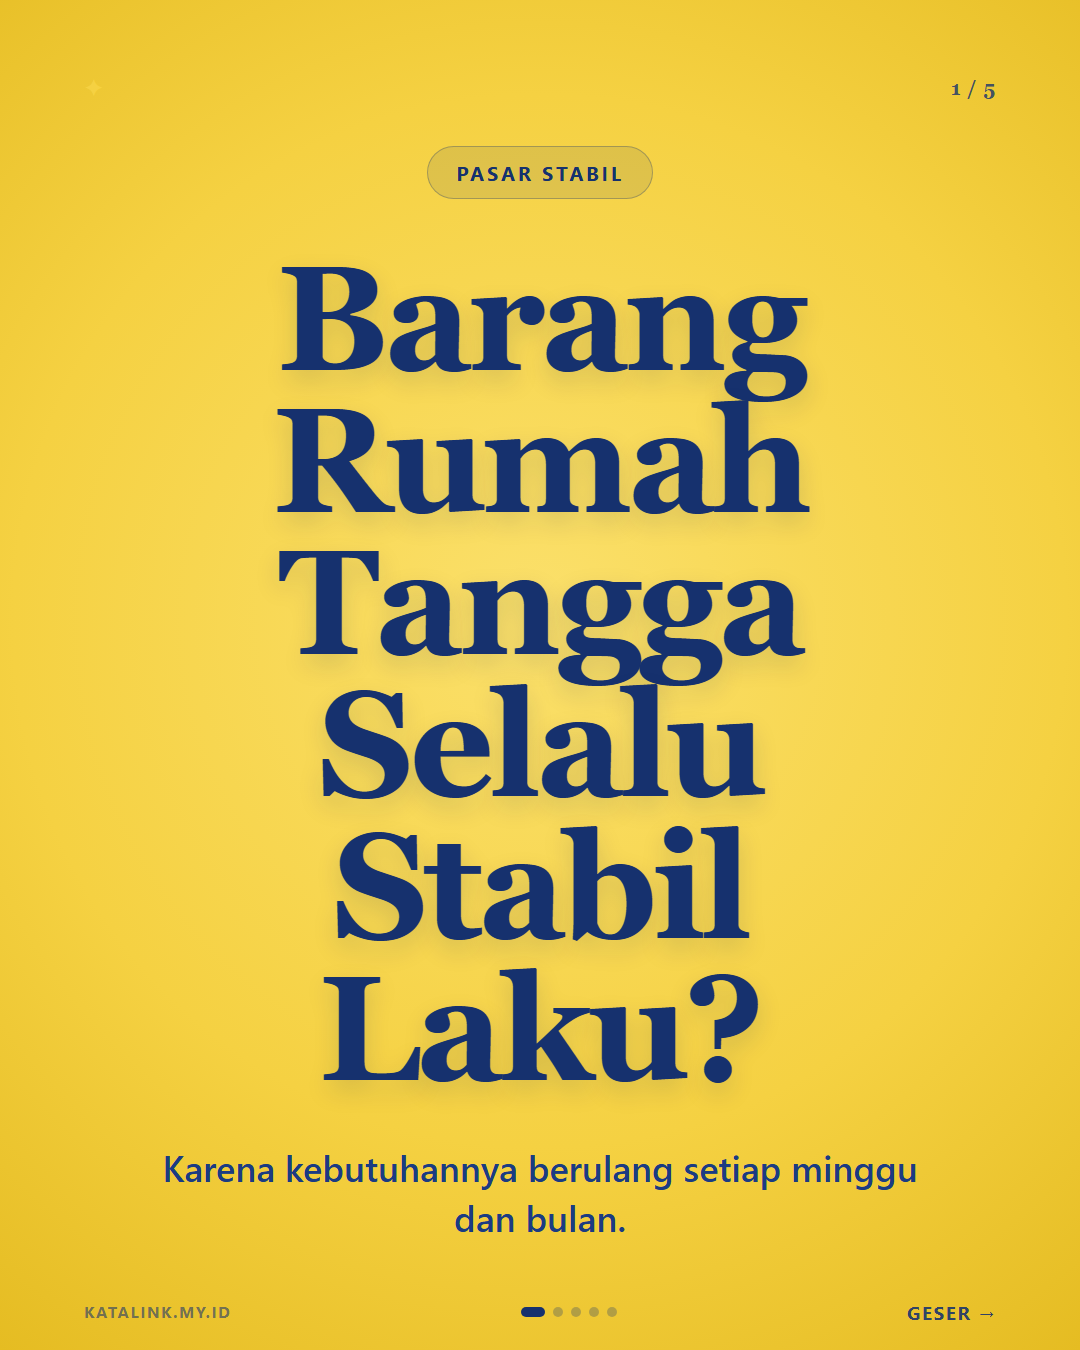 1 / 5
PASAR STABIL
Barang
Rumah
Tangga
Selalu
Stabil
Laku?
Karena kebutuhannya berulang setiap minggu
dan bulan.
KATALINK.MY.ID
GESER →